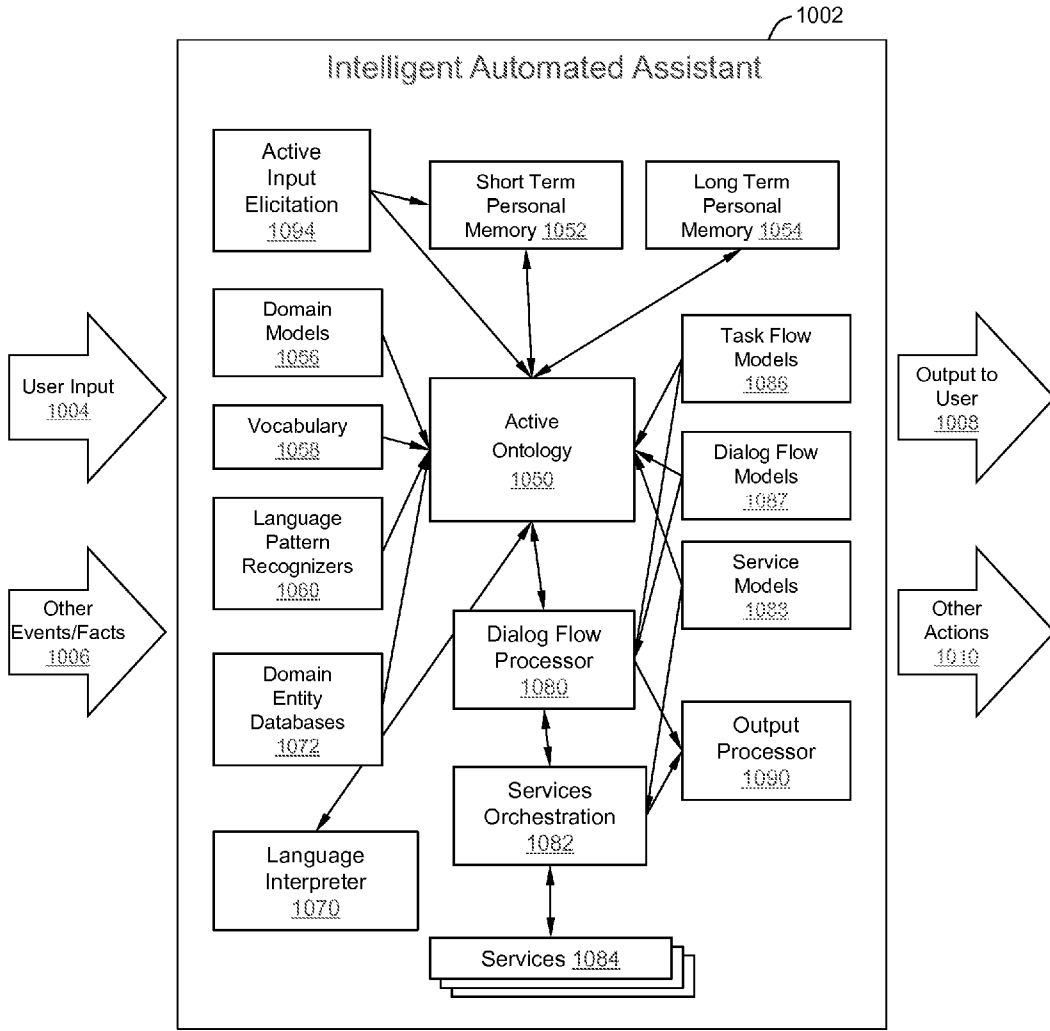 1002
Intelligent Automated Assistant
Active
Input
Elicitation
1094
Short Term
Personal
Memory 1052
Long Term
Personal
Memory 1054
Domain
Models
1056
Task Flow
Models
1086
User Input
1004
Output to
User
1008
Vocabulary
1058
Active
Ontology
1050
Dialog Flow
Models
1087
Language
Pattern
Recognizers
1060
Service
Models
1088
Other
Events/Facts
1006
Other
Actions
1010
Dialog Flow
Processor
1080
Domain
Entity
Databases
1072
Output
Processor
1090
Services
Orchestration
1082
Language
Interpreter
1070
Services 1084